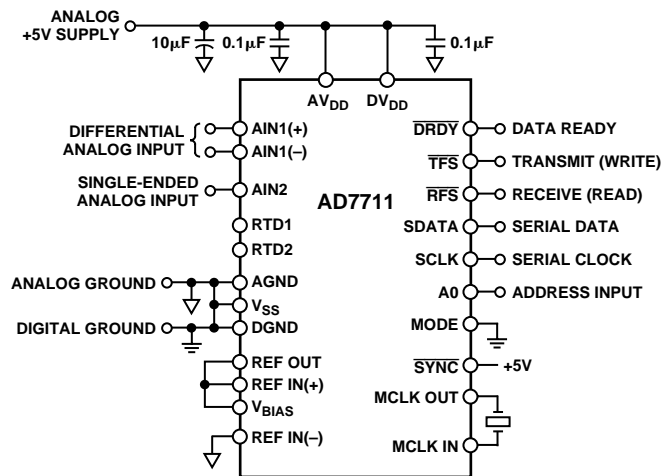 ANALOG
+5V SUPPLY
10μF
0.1μF
0.1μF
AVDD
DVDD
DIFFERENTIAL
ANALOG INPUT
AIN1(+)
AIN1(–)
SINGLE-ENDED
ANALOG INPUT
AIN2
RTD1
RTD2
ANALOG GROUND
AGND
VSS
DIGITAL GROUND
DGND
REF OUT
REF IN(+)
VBIAS
REF IN(–)
AD7711
DRDY
DATA READY
TFS
TRANSMIT (WRITE)
RFS
RECEIVE (READ)
SDATA
SERIAL DATA
SCLK
SERIAL CLOCK
A0
ADDRESS INPUT
MODE
SYNC
+5V
MCLK OUT
MCLK IN